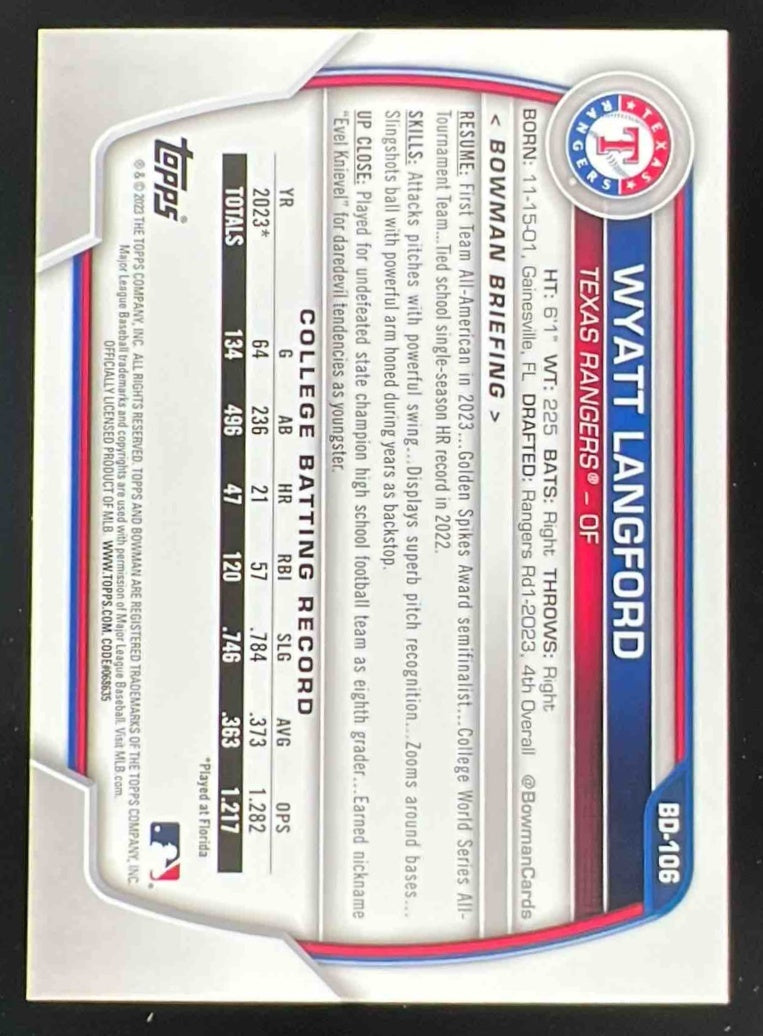 BD-106
TEXAS
RANGERS
T
WYATT LANGFORD
TEXAS RANGERS® – OF
HT: 6'1" WT: 225 BATS: Right THROWS: Right
BORN: 11-15-01, Gainesville, FL DRAFTED: Rangers Rd1-2023, 4th Overall @BowmanCards
< BOWMAN BRIEFING >
RESUME: First Team All-American in 2023...Golden Spikes Award semifinalist...College World Series All-
Tournament Team...Tied school single-season HR record in 2022.
SKILLS: Attacks pitches with powerful swing...Displays superb pitch recognition...Zooms around bases...
Slingshots ball with powerful arm honed during years as backstop.
UP CLOSE: Played for undefeated state champion high school football team as eighth grader...Earned nickname
"Evel Knievel" for daredevil tendencies as youngster.
COLLEGE BATTING RECORD
YR G AB HR RBI SLG AVG OPS
2023* 64 236 21 57 .784 .373 1.282
TOTALS 134 496 47 120 .746 .363 1.217
*Played at Florida
topps®
® & © 2023 THE TOPPS COMPANY, INC. ALL RIGHTS RESERVED. TOPPS AND BOWMAN ARE REGISTERED TRADEMARKS OF THE TOPPS COMPANY, INC.
Major League Baseball trademarks and copyrights are used with permission of Major League Baseball. Visit MLB.com.
OFFICIALLY LICENSED PRODUCT OF MLB WWW.TOPPS.COM. CODE#068635